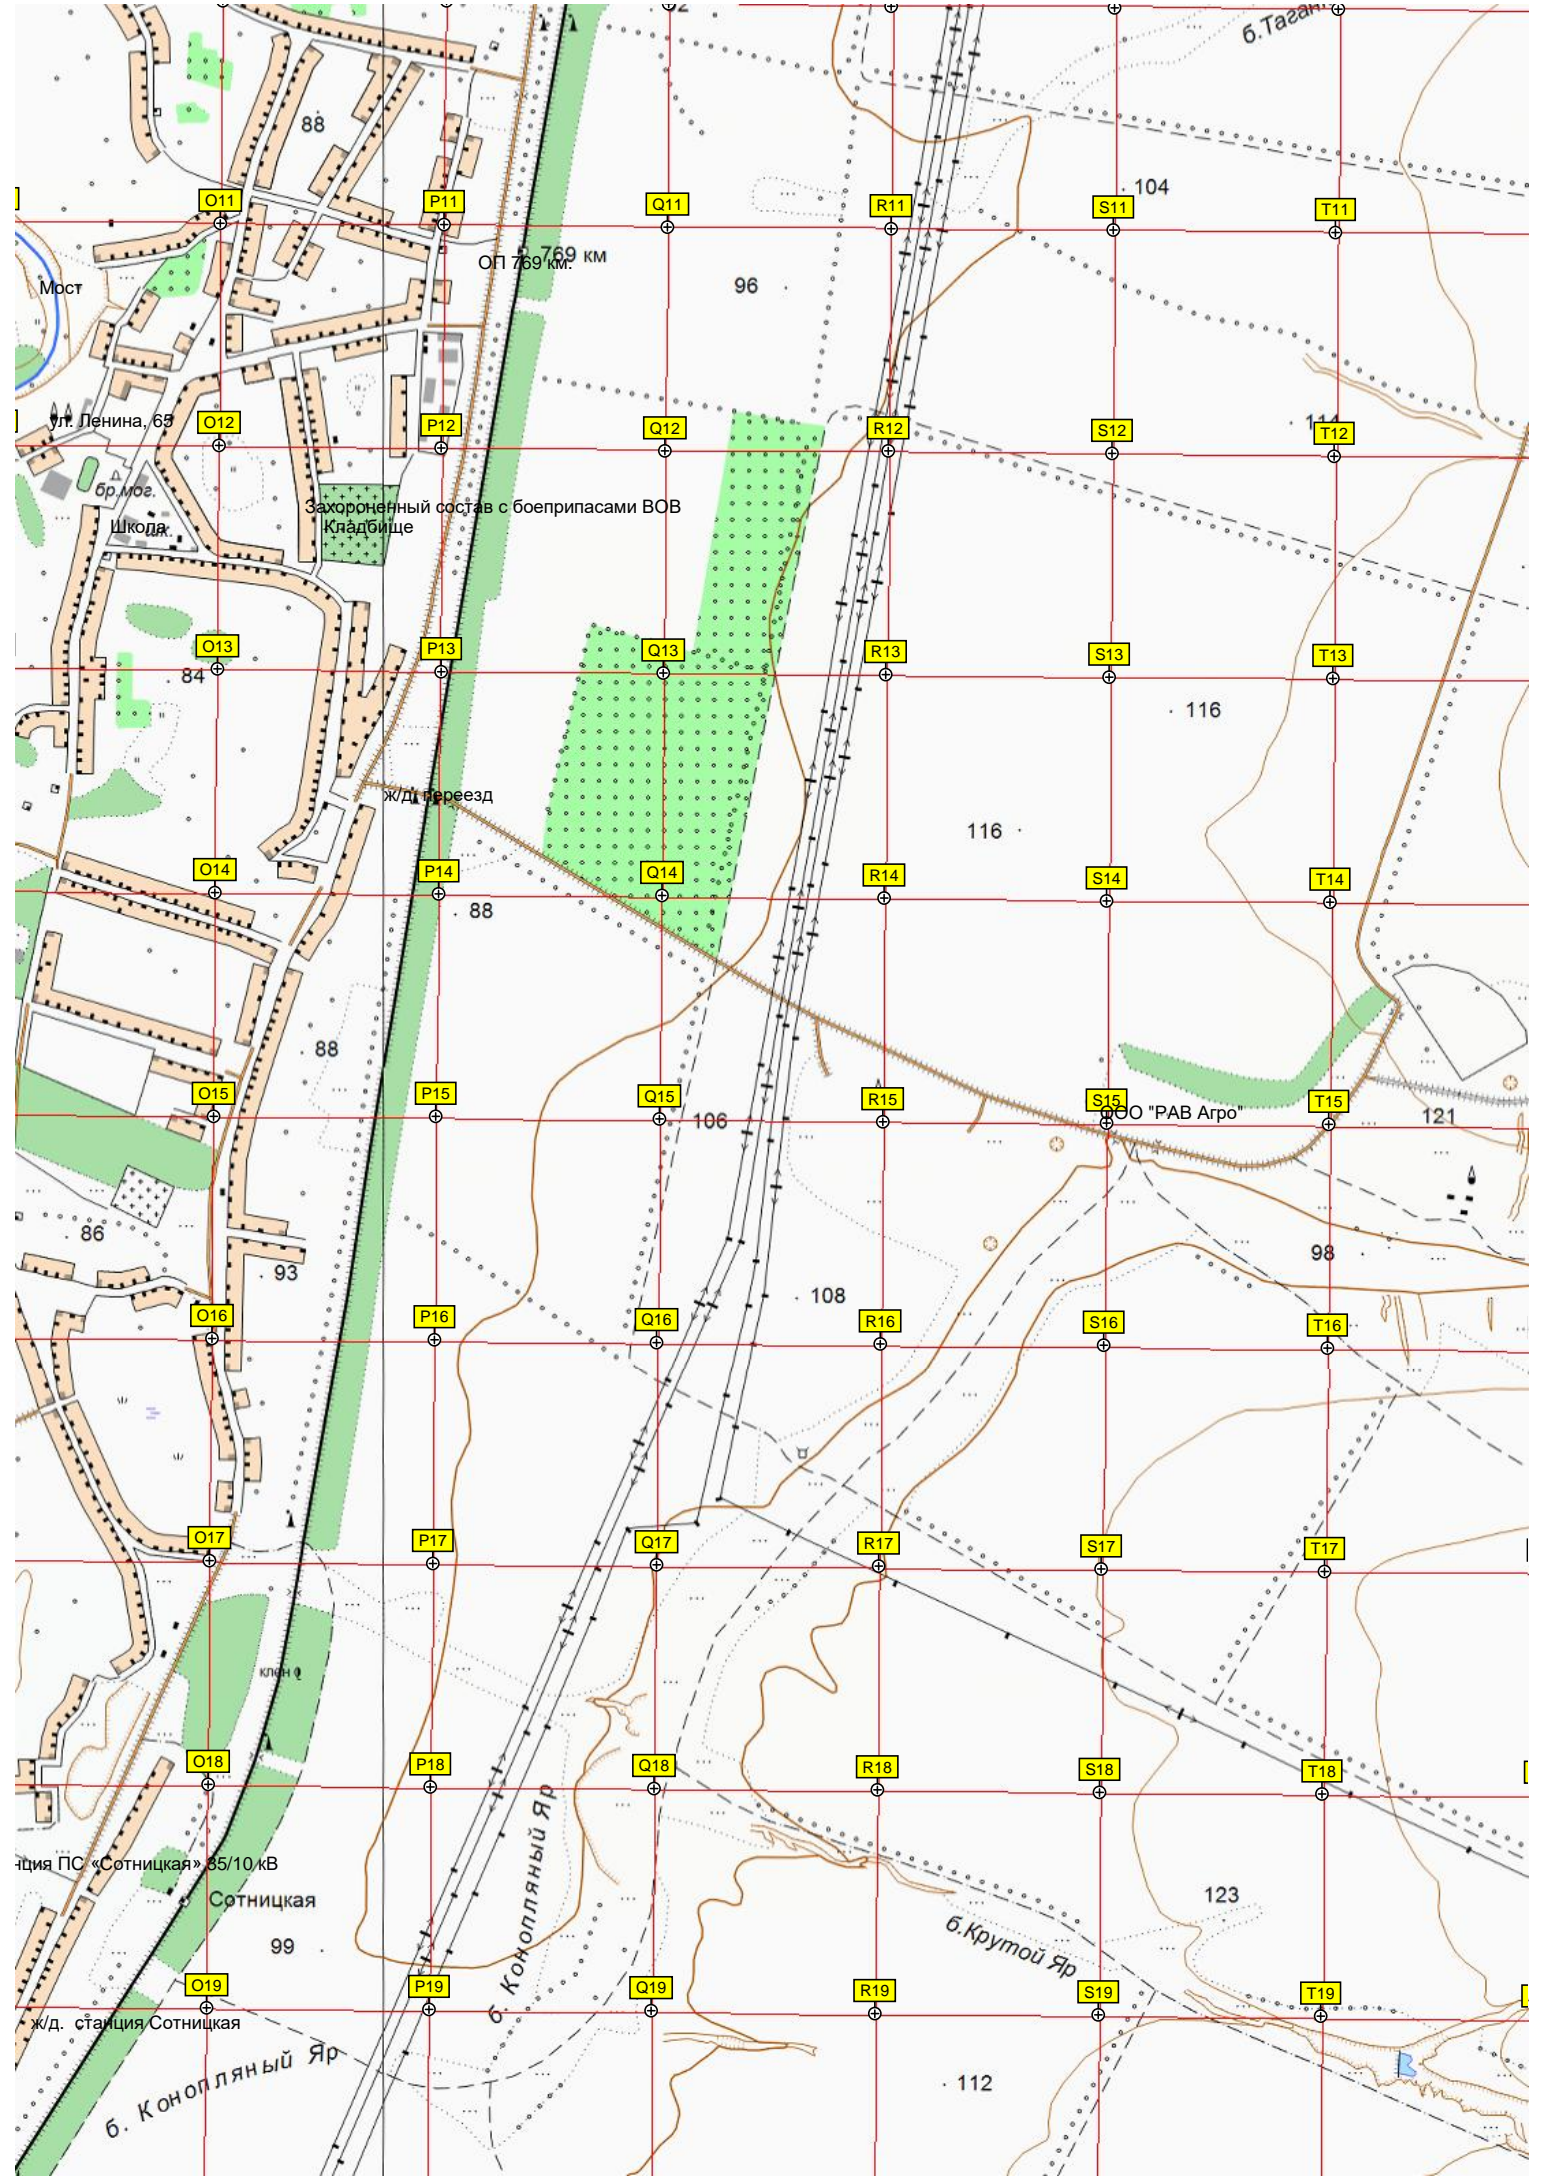 б.Таган
88
104
O11
P11
Q11
R11
S11
T11
769 км
ОП 769 км.
Мост
96
ул. Ленина, 65
114
O12
P12
Q12
R12
S12
T12
бр.мог.
Захороненный состав с боеприпасами ВОВ
Школа
Кладбище
O13
P13
Q13
R13
S13
T13
84
116
ж/д. переезд
116
O14
P14
Q14
R14
S14
T14
88
88
O15
P15
Q15
R15
S15
T15
ООО "РАВ Агро"
106
121
86
93
98
108
O16
P16
Q16
R16
S16
T16
O17
P17
Q17
R17
S17
T17
клен
O18
P18
Q18
R18
S18
T18
б. Конопляный Яр
нция ПС «Сотницкая» 35/10 кВ
Сотницкая
123
99
б.Крутой Яр
O19
P19
Q19
R19
S19
T19
ж/д. станция Сотницкая
б. Конопляный Яр
112